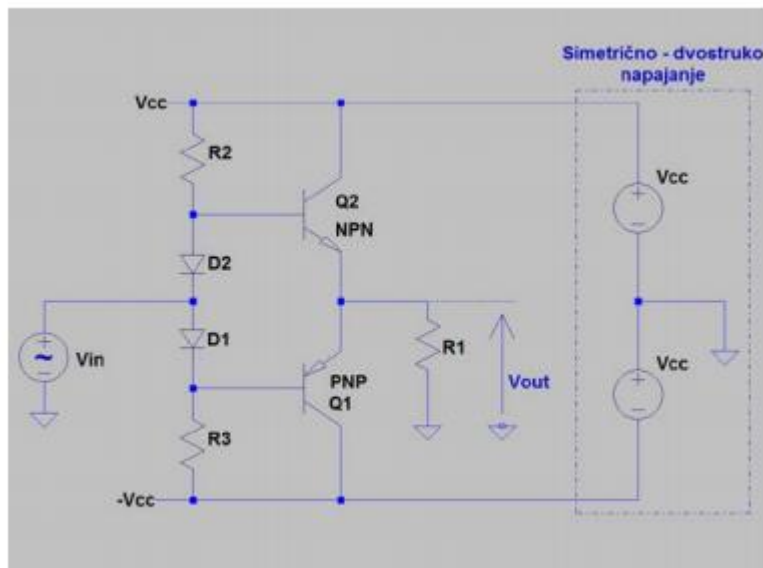 Simetrično - dvostruko
napajanje
Vcc
R2
Q2
NPN
Vcc
D2
Vin
D1
R1
Vout
PNP
Q1
Vcc
R3
-Vcc